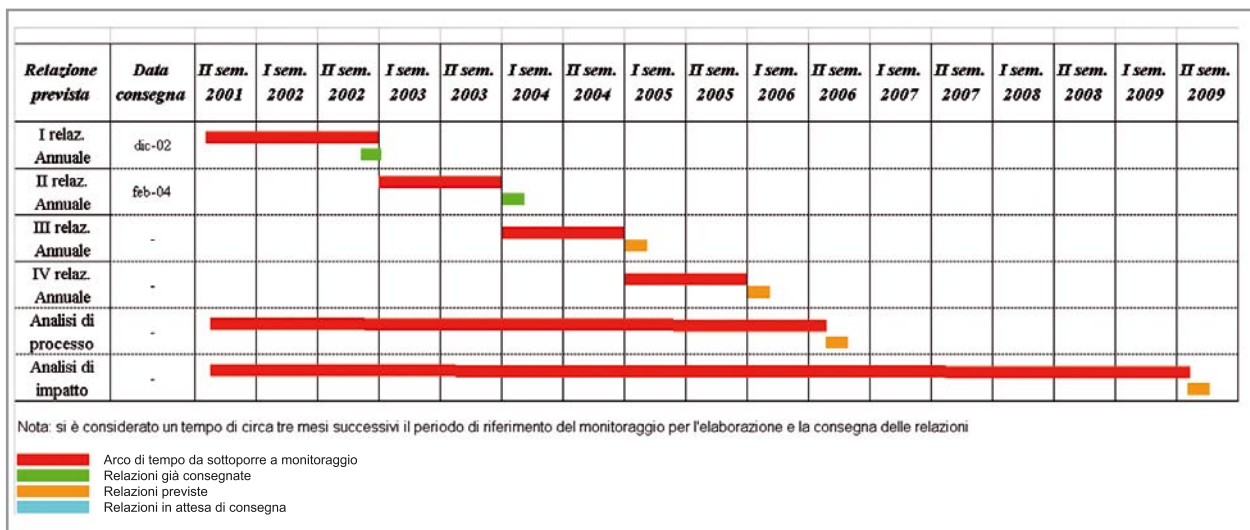 Relazione prevista Data consegna II sem. 2001 I sem. 2002 II sem. 2002 I sem. 2003 II sem. 2003 I sem. 2004 II sem. 2004 I sem. 2005 II sem. 2005 I sem. 2006 II sem. 2006 I sem. 2007 II sem. 2007 I sem. 2008 II sem. 2008 I sem. 2009 II sem. 2009
I relaz. Annuale dic-02
II relaz. Annuale feb-04
III relaz. Annuale -
IV relaz. Annuale -
Analisi di processo -
Analisi di impatto -
Nota: si è considerato un tempo di circa tre mesi successivi il periodo di riferimento del monitoraggio per l'elaborazione e la consegna delle relazioni
Arco di tempo da sottoporre a monitoraggio
Relazioni già consegnate
Relazioni previste
Relazioni in attesa di consegna